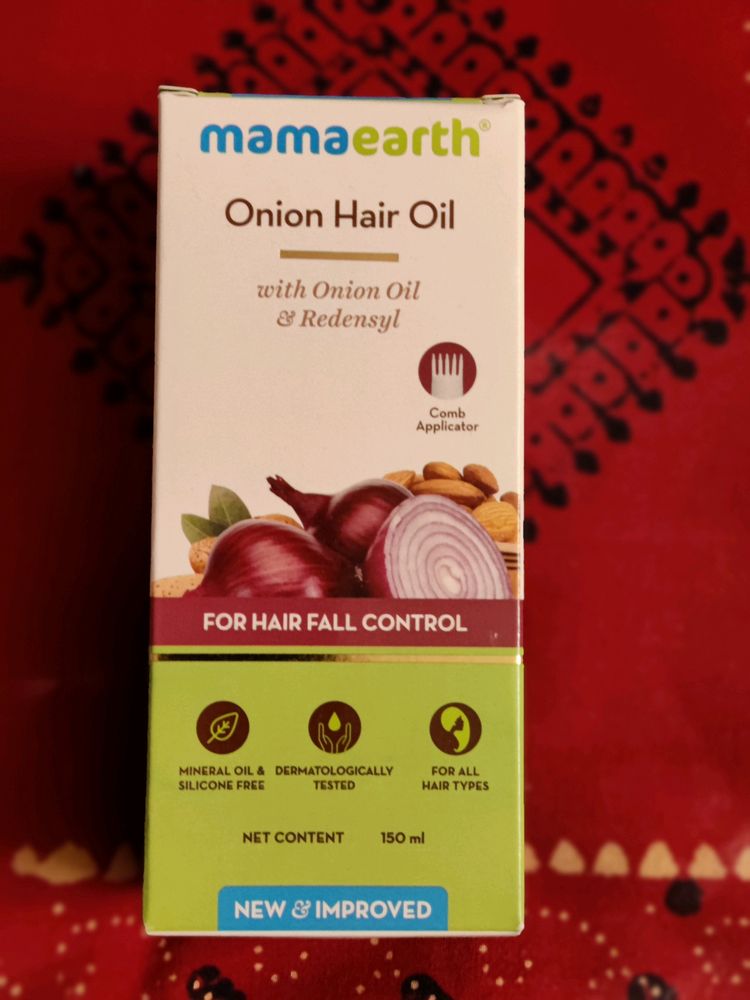 mamaearth®
Onion Hair Oil
with Onion Oil
& Redensyl
Comb
Applicator
FOR HAIR FALL CONTROL
MINERAL OIL &
SILICONE FREE
DERMATOLOGICALLY
TESTED
FOR ALL
HAIR TYPES
NET CONTENT 150 ml
NEW & IMPROVED